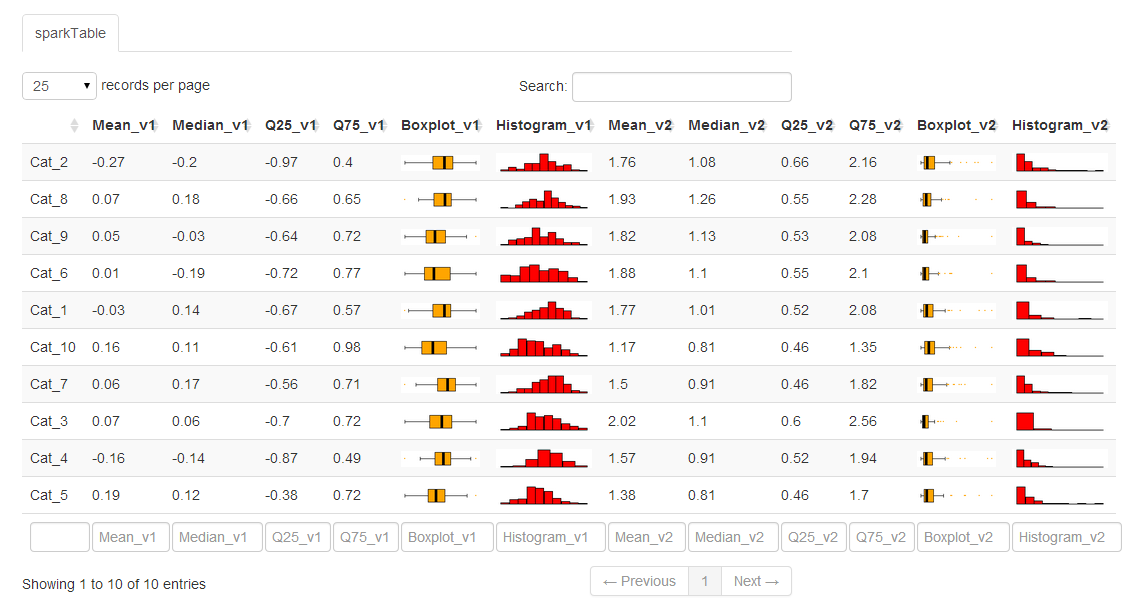 sparkTable
25 records per page Search:
Mean_v1 Median_v1 Q25_v1 Q75_v1 Boxplot_v1 Histogram_v1 Mean_v2 Median_v2 Q25_v2 Q75_v2 Boxplot_v2 Histogram_v2
Cat_2 -0.27 -0.2 -0.97 0.4 1.76 1.08 0.66 2.16
Cat_8 0.07 0.18 -0.66 0.65 1.93 1.26 0.55 2.28
Cat_9 0.05 -0.03 -0.64 0.72 1.82 1.13 0.53 2.08
Cat_6 0.01 -0.19 -0.72 0.77 1.88 1.1 0.55 2.1
Cat_1 -0.03 0.14 -0.67 0.57 1.77 1.01 0.52 2.08
Cat_10 0.16 0.11 -0.61 0.98 1.17 0.81 0.46 1.35
Cat_7 0.06 0.17 -0.56 0.71 1.5 0.91 0.46 1.82
Cat_3 0.07 0.06 -0.7 0.72 2.02 1.1 0.6 2.56
Cat_4 -0.16 -0.14 -0.87 0.49 1.57 0.91 0.52 1.94
Cat_5 0.19 0.12 -0.38 0.72 1.38 0.81 0.46 1.7
Mean_v1 Median_v1 Q25_v1 Q75_v1 Boxplot_v1 Histogram_v1 Mean_v2 Median_v2 Q25_v2 Q75_v2 Boxplot_v2 Histogram_v2
Showing 1 to 10 of 10 entries ← Previous 1 Next →